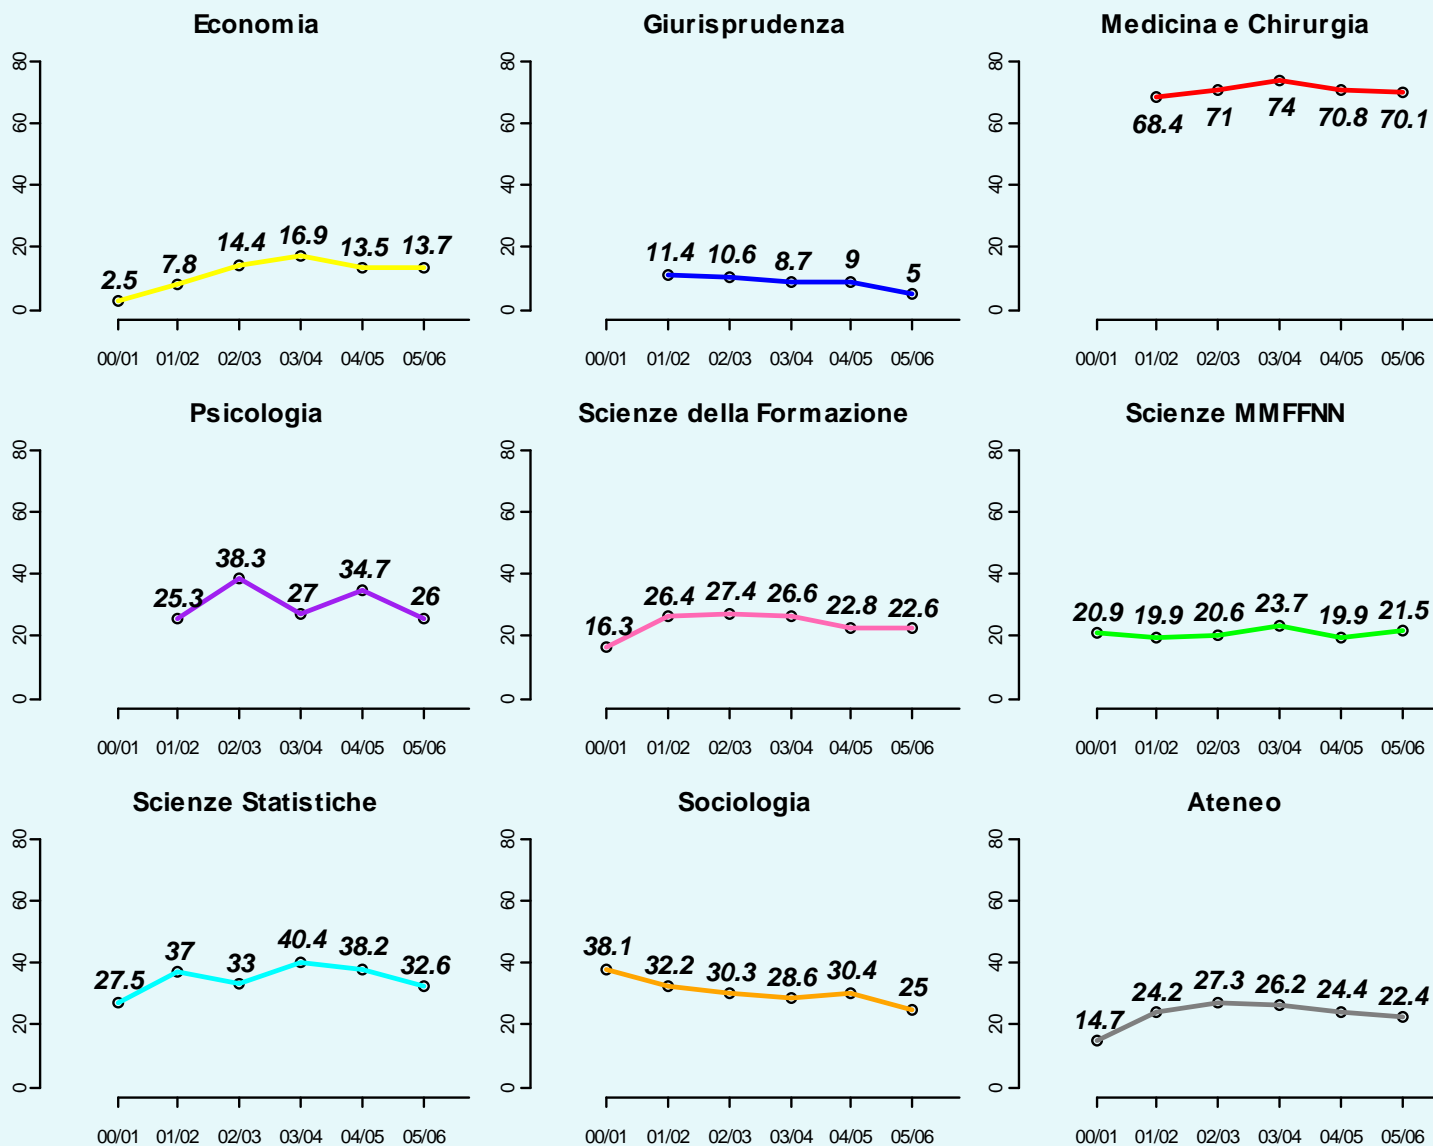 Economia
80
60
40
20
0
2.5 7.8 14.4 16.9 13.5 13.7
00/01 01/02 02/03 03/04 04/05 05/06
Giurisprudenza
80
60
40
20
0
11.4 10.6 8.7 9 5
00/01 01/02 02/03 03/04 04/05 05/06
Medicina e Chirurgia
80
60
40
20
0
68.4 71 74 70.8 70.1
00/01 01/02 02/03 03/04 04/05 05/06
Psicologia
80
60
40
20
0
25.3 38.3 27 34.7 26
00/01 01/02 02/03 03/04 04/05 05/06
Scienze della Formazione
80
60
40
20
0
16.3 26.4 27.4 26.6 22.8 22.6
00/01 01/02 02/03 03/04 04/05 05/06
Scienze MMFFNN
80
60
40
20
0
20.9 19.9 20.6 23.7 19.9 21.5
00/01 01/02 02/03 03/04 04/05 05/06
Scienze Statistiche
80
60
40
20
0
27.5 37 33 40.4 38.2 32.6
00/01 01/02 02/03 03/04 04/05 05/06
Sociologia
80
60
40
20
0
38.1 32.2 30.3 28.6 30.4 25
00/01 01/02 02/03 03/04 04/05 05/06
Ateneo
80
60
40
20
0
14.7 24.2 27.3 26.2 24.4 22.4
00/01 01/02 02/03 03/04 04/05 05/06